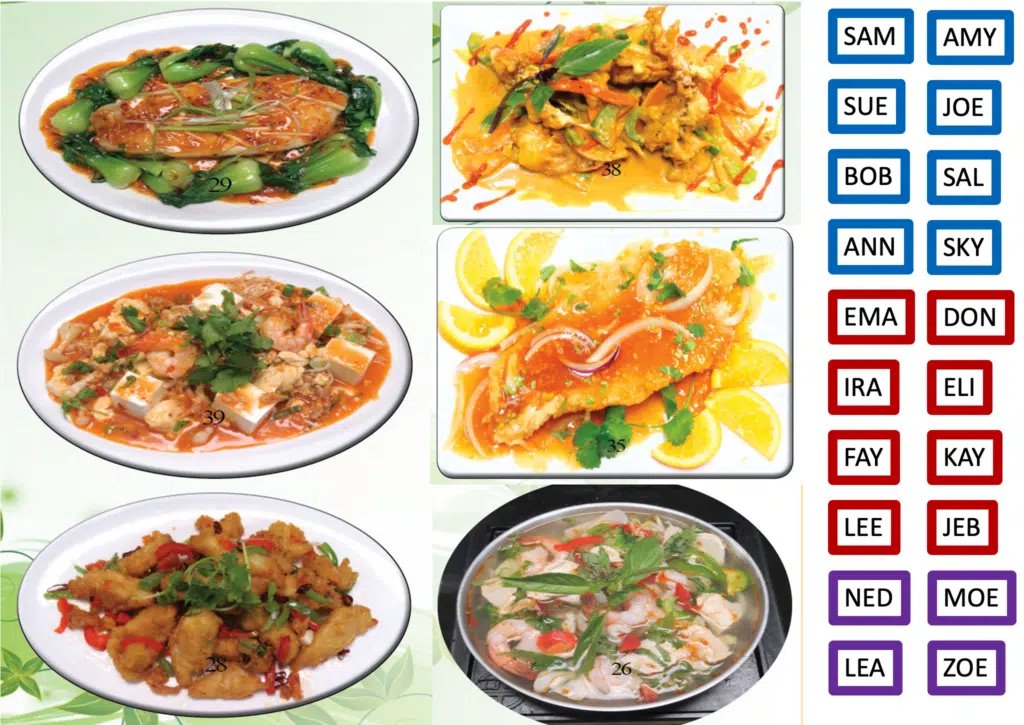 29
38
39
35
28
26
SAM AMY
SUE JOE
BOB SAL
ANN SKY
EMA DON
IRA ELI
FAY KAY
LEE JEB
NED MOE
LEA ZOE